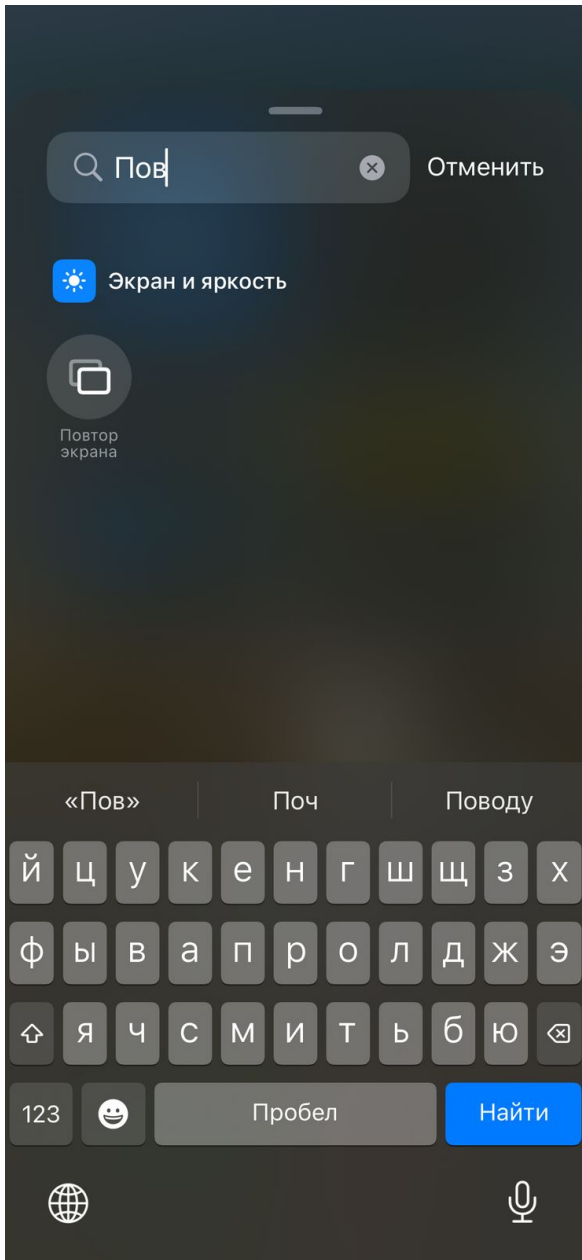 Пов
Отменить
Экран и яркость
Повтор
экрана
«Пов» Поч Поводу
й ц у к е н г ш щ з х
ф ы в а п р о л д ж э
я ч с м и т ь б ю
123 Пробел Найти